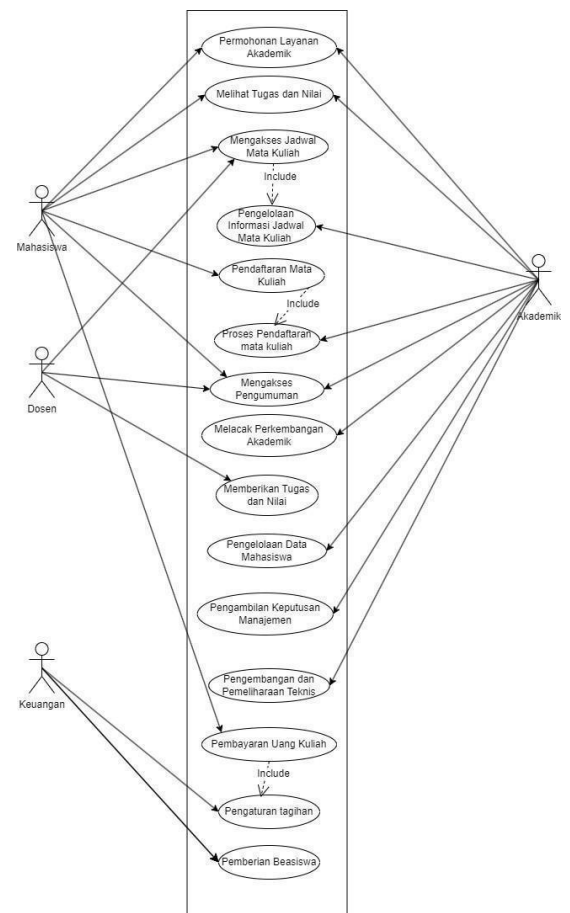 Permohonan Layanan
Akademik
Melihat Tugas dan Nilai
Mengakses Jadwal
Mata Kuliah
Include
Mahasiswa
Pengelolaan
Informasi Jadwal
Mata Kuliah
Pendaftaran Mata
Kuliah
Include
Akademik
Proses Pendaftaran
mata kuliah
Mengakses
Pengumuman
Dosen
Melacak Perkembangan
Akademik
Memberikan Tugas
dan Nilai
Pengelolaan Data
Mahasiswa
Pengambilan Keputusan
Manajemen
Pengembangan dan
Pemeliharaan Teknis
Keuangan
Pembayaran Uang Kuliah
Include
Pengaturan tagihan
Pemberian Beasiswa